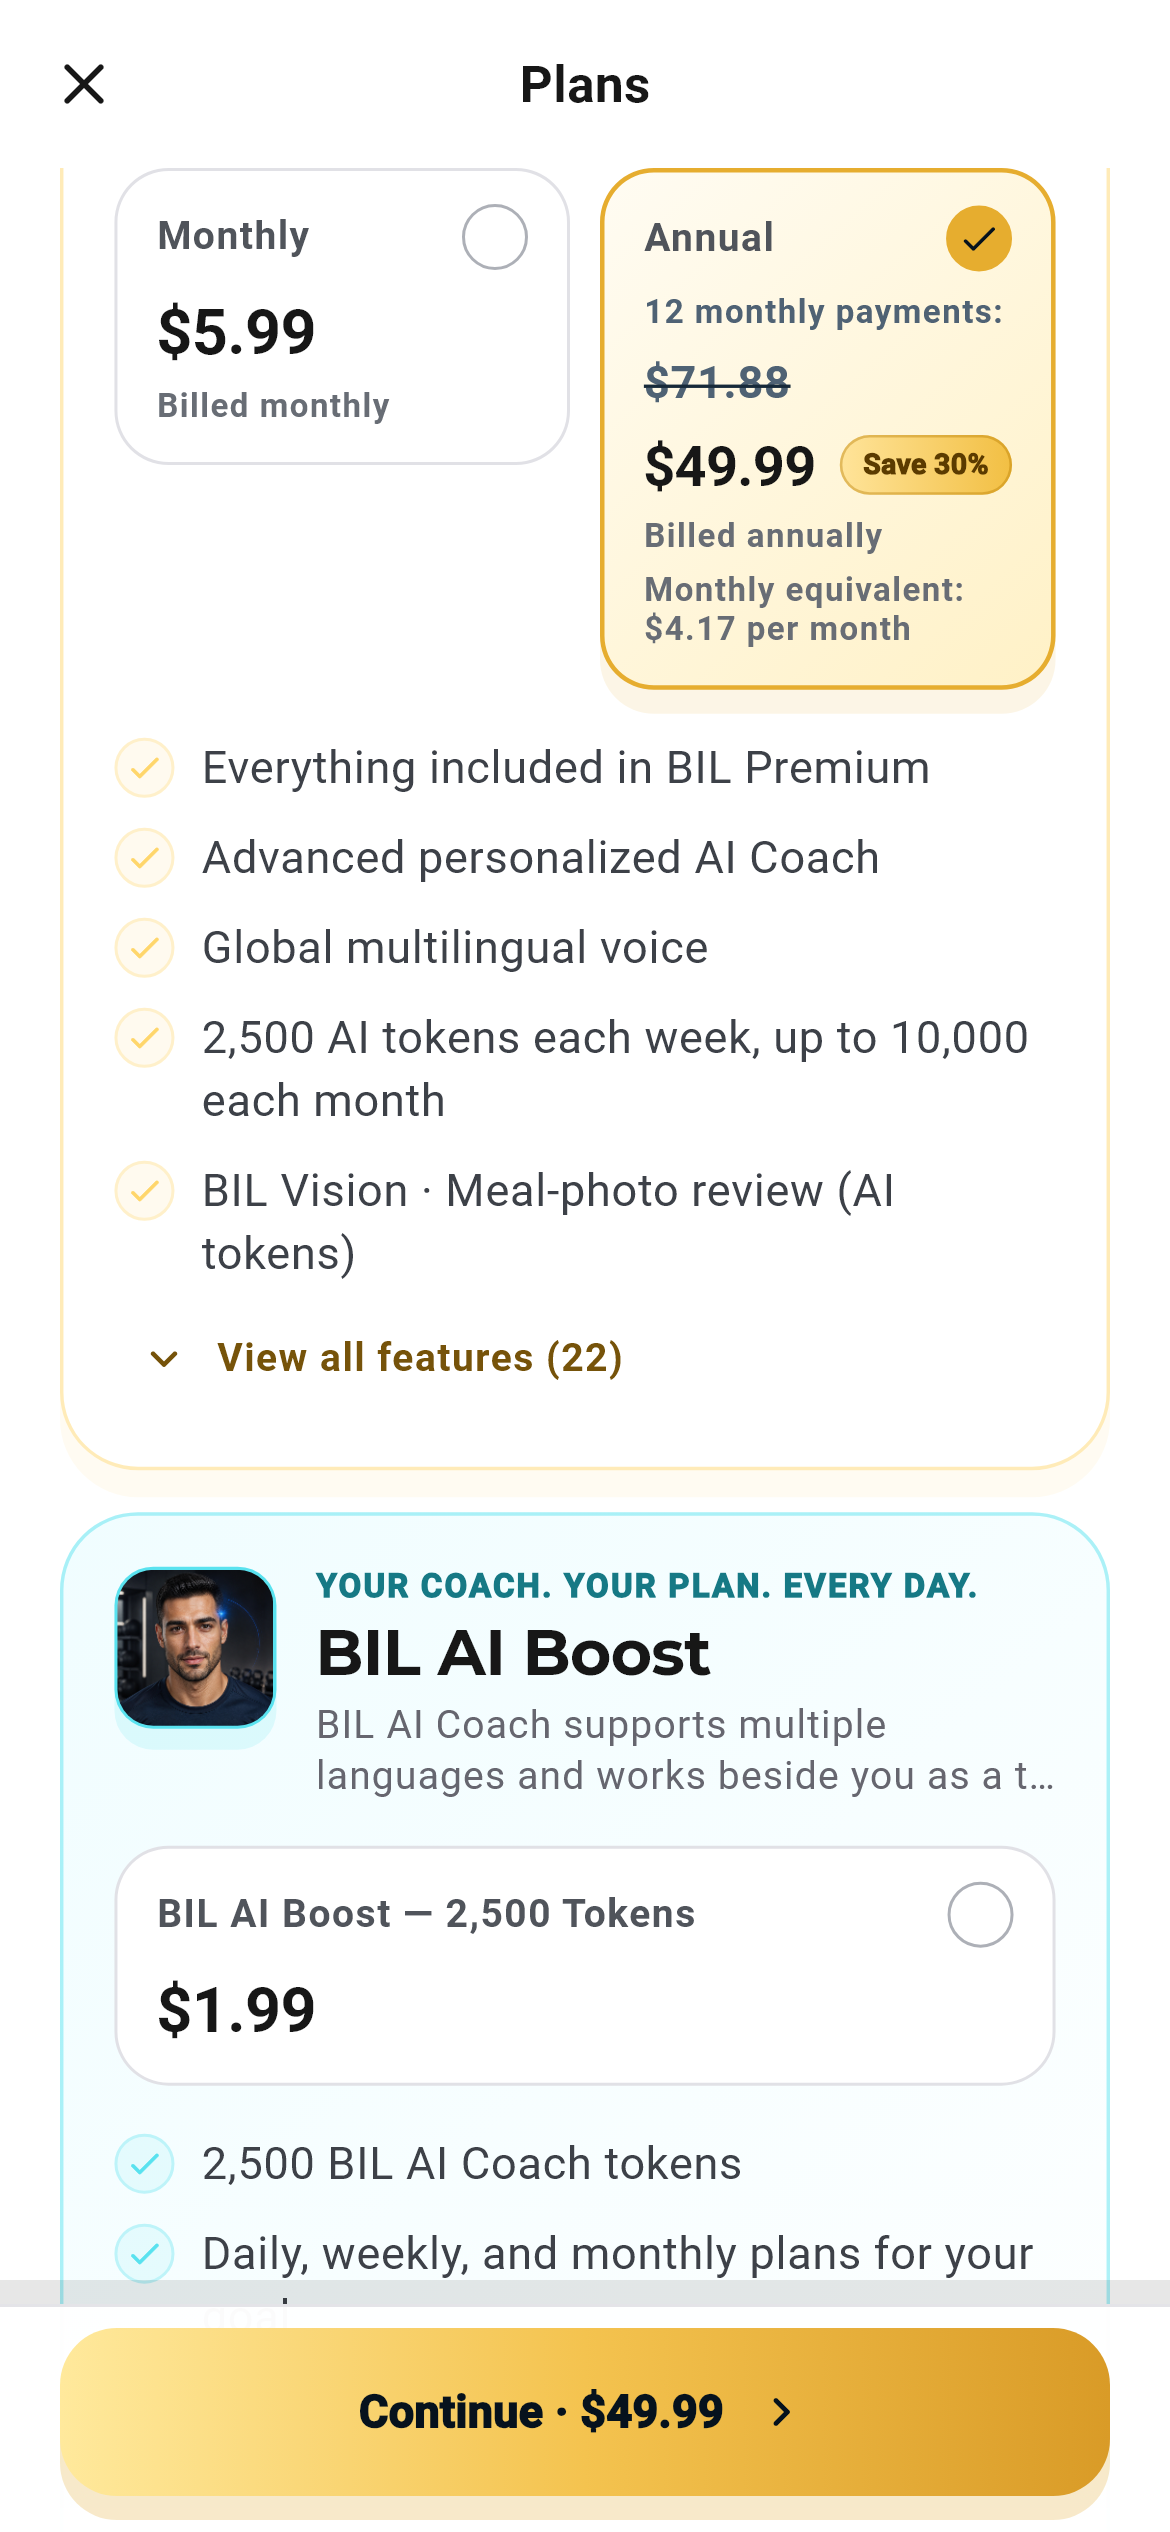 Plans
Monthly
$5.99
Billed monthly
Annual
12 monthly payments:
$71.88
$49.99
Save 30%
Billed annually
Monthly equivalent:
$4.17 per month
Everything included in BIL Premium
Advanced personalized AI Coach
Global multilingual voice
2,500 AI tokens each week, up to 10,000
each month
BIL Vision · Meal-photo review (AI
tokens)
View all features (22)
YOUR COACH. YOUR PLAN. EVERY DAY.
BIL AI Boost
BIL AI Coach supports multiple
languages and works beside you as a t…
BIL AI Boost — 2,500 Tokens
$1.99
2,500 BIL AI Coach tokens
Daily, weekly, and monthly plans for your
goal
Continue · $49.99